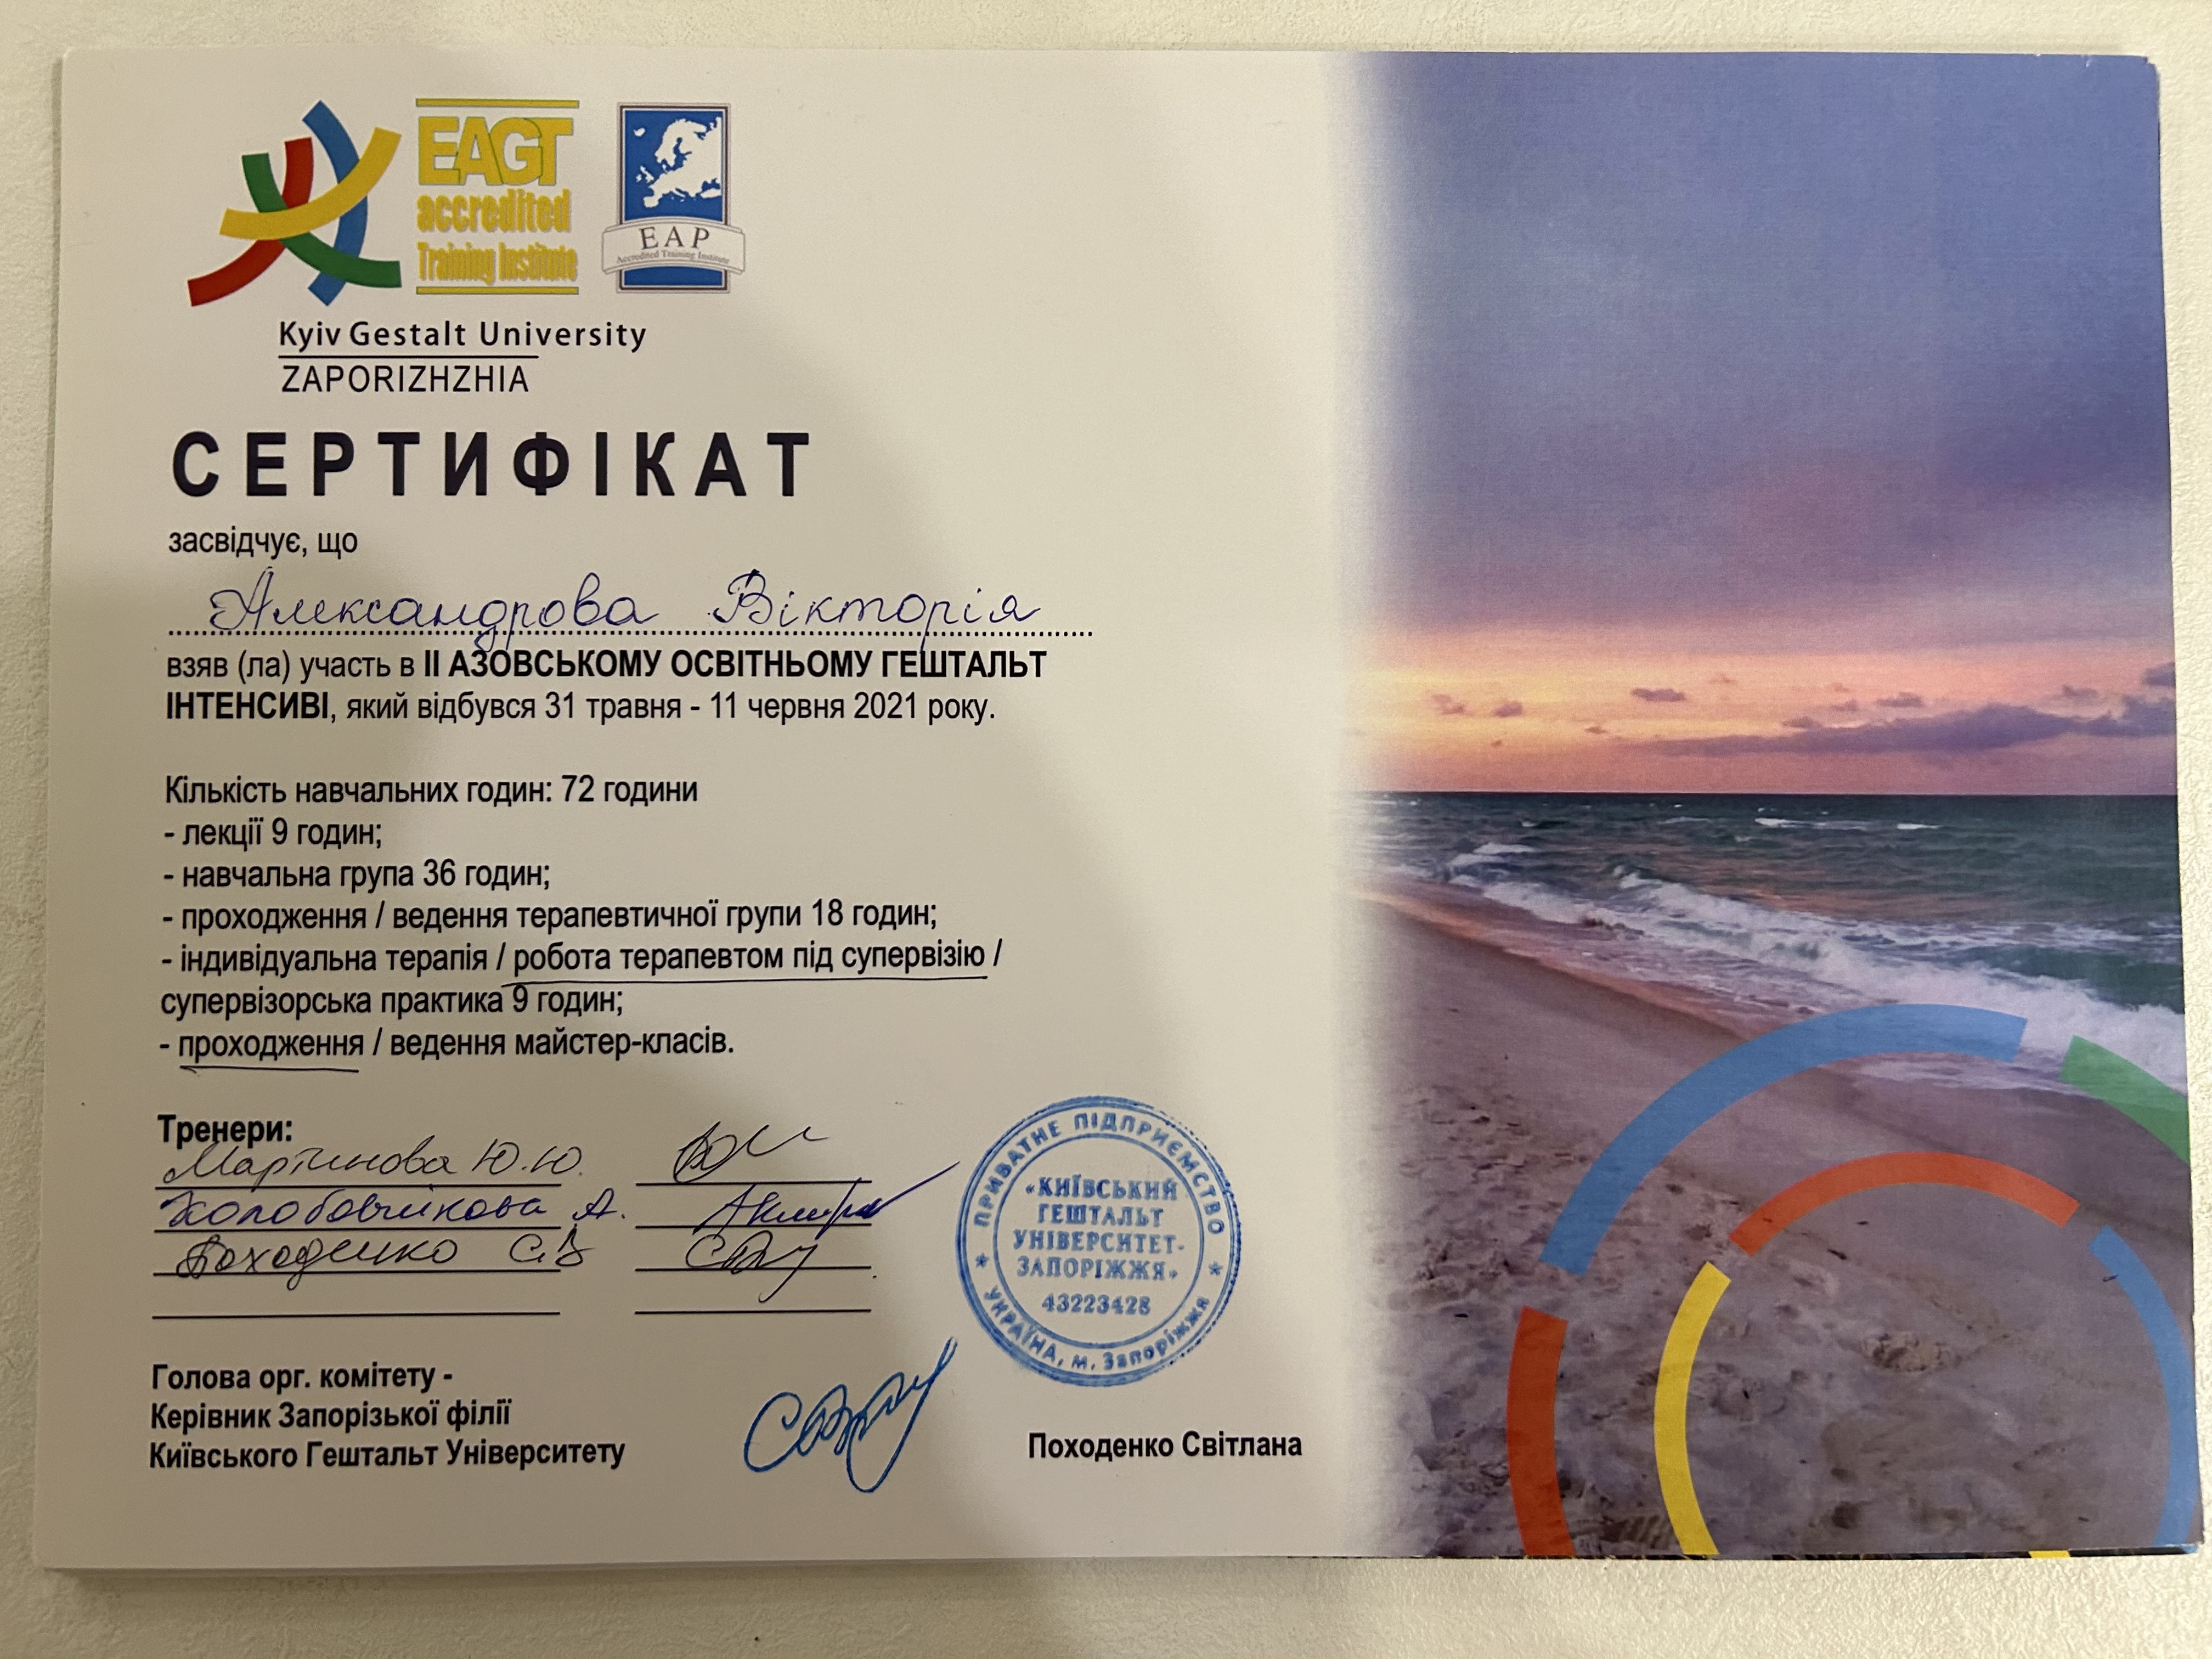 EAGT
accredited
Training Institute
EAP
Accredited Training Institute
Kyiv Gestalt University
ZAPORIZHZHIA
СЕРТИФІКАТ
засвідчує, що
Александрова Вікторія
взяв (ла) участь в ІІ АЗОВСЬКОМУ ОСВІТНЬОМУ ГЕШТАЛЬТ
ІНТЕНСИВІ, який відбувся 31 травня - 11 червня 2021 року.
Кількість навчальних годин: 72 години
- лекції 9 годин;
- навчальна група 36 годин;
- проходження / ведення терапевтичної групи 18 годин;
- індивідуальна терапія / робота терапевтом під супервізію /
супервізорська практика 9 годин;
- проходження / ведення майстер-класів.
Тренери:
Мартинова Ю.Ю.
А.
Походенко С.В
ПРИВАТНЕ ПІДПРИЄМСТВО
«КИЇВСЬКИЙ
ГЕШТАЛЬТ
УНІВЕРСИТЕТ-
ЗАПОРІЖЖЯ»
43223428
УКРАЇНА, м. Запоріжжя
Голова орг. комітету -
Керівник Запорізької філії
Київського Гештальт Університету
Походенко Світлана